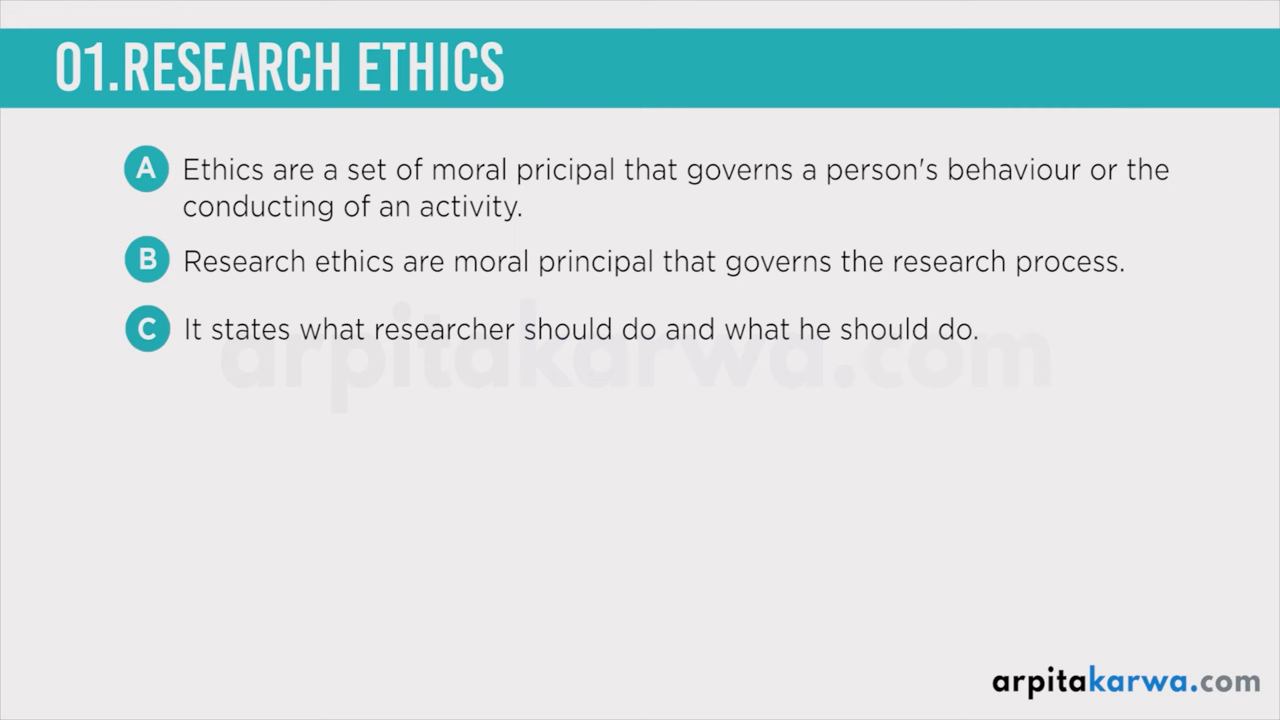 01.RESEARCH ETHICS
A Ethics are a set of moral pricipal that governs a person's behaviour or the
conducting of an activity.
B Research ethics are moral principal that governs the research process.
C It states what researcher should do and what he should do.
arpitakarwa.com
arpitakarwa.com